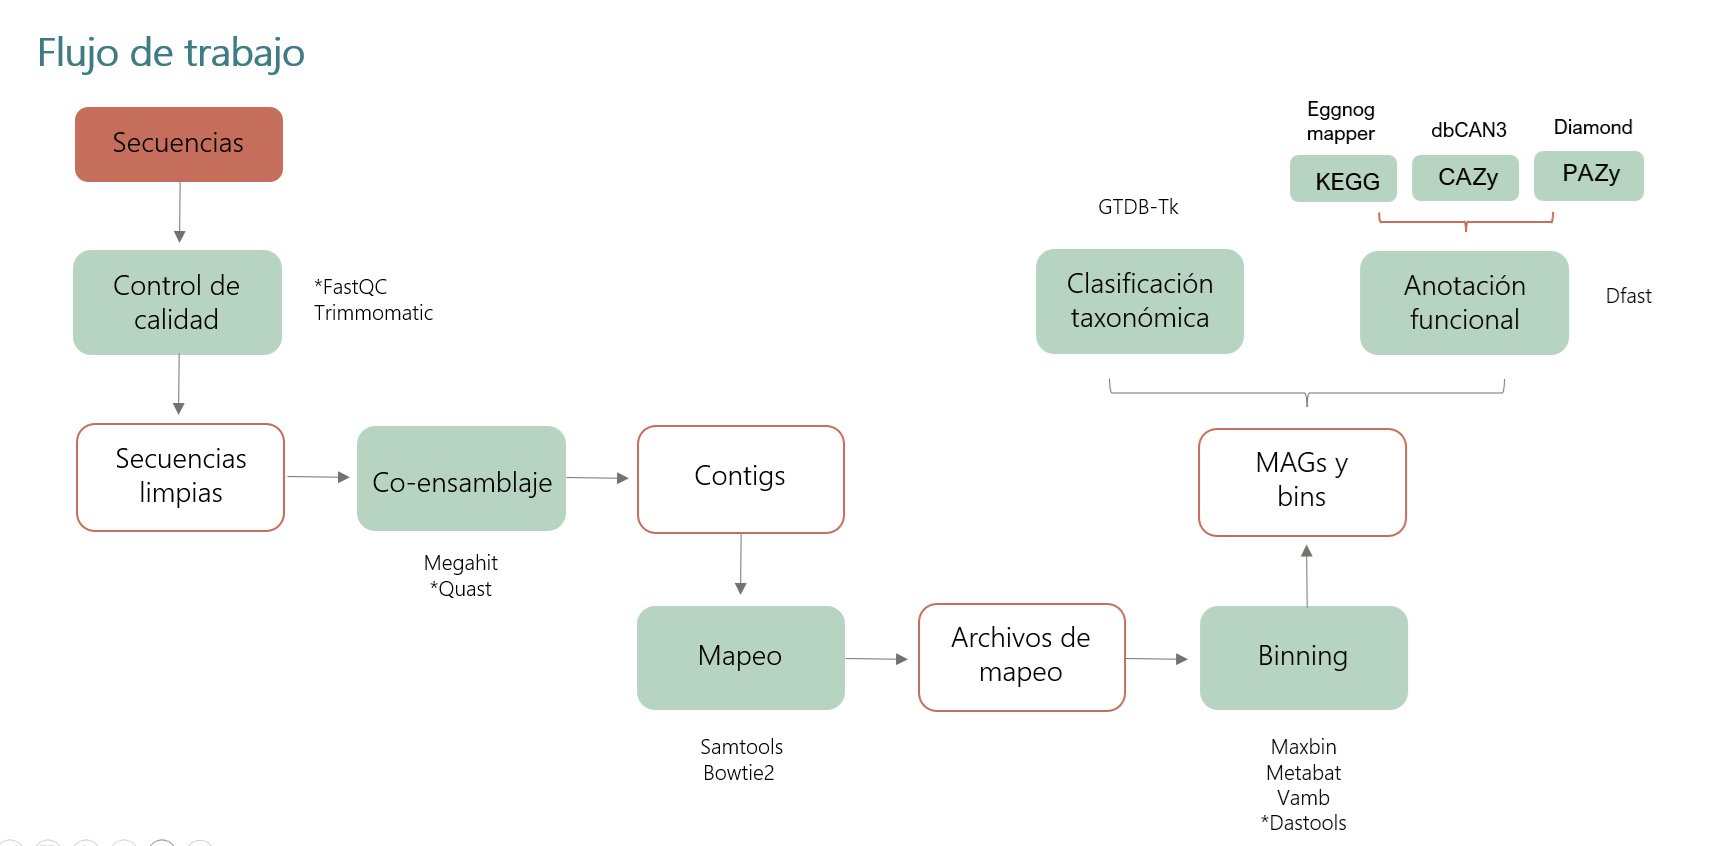 Flujo de trabajo
Secuencias
Control de
calidad
*FastQC
Trimmomatic
Secuencias
limpias
Co-ensamblaje
Megahit
*Quast
Contigs
Mapeo
Samtools
Bowtie2
Archivos de
mapeo
Binning
Maxbin
Metabat
Vamb
*Dastools
MAGs y
bins
GTDB-Tk
Clasificación
taxonómica
Anotación
funcional
Dfast
Eggnog
mapper
KEGG
dbCAN3
CAZy
Diamond
PAZy